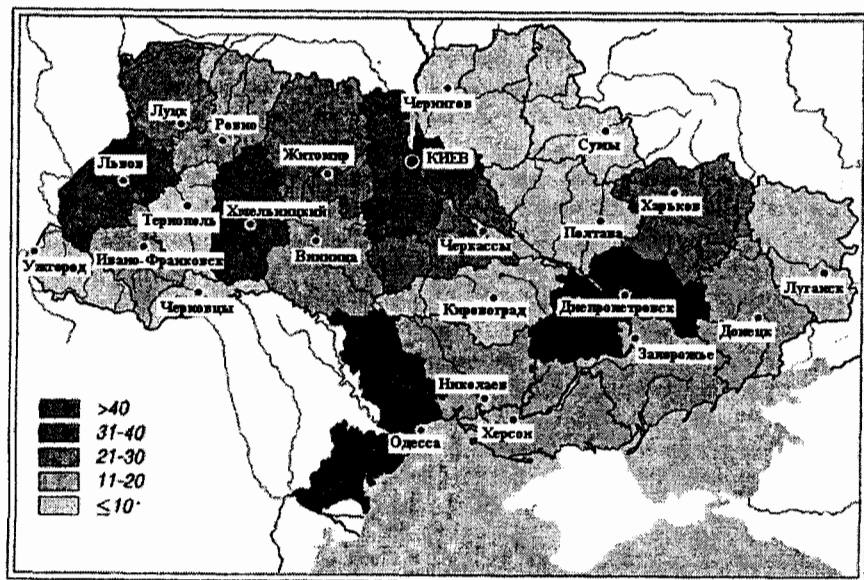 Чернигов
Луцк
Ровно
Сумы
Житомир
КИЕВ
Львов
Харьков
Тернополь
Хмельницкий
Полтава
Черкассы
Ужгород
Ивано-Франковск
Винница
Луганск
Черновцы
Кировоград
Днепропетровск
Донецк
Запорожье
Николаев
Одесса
Херсон
>40
31-40
21-30
11-20
≤10